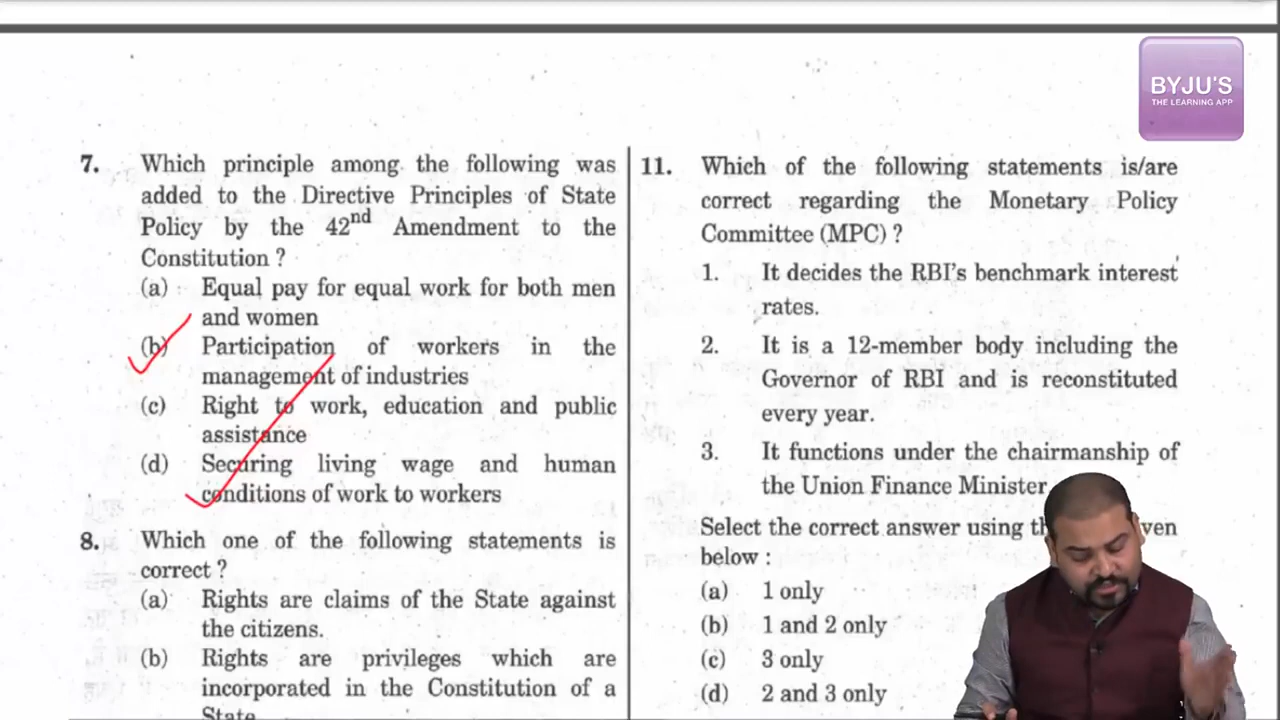 BYJU'S
THE LEARNING APP
7. Which principle among the following was
added to the Directive Principles of State
Policy by the 42nd Amendment to the
Constitution ?
(a) Equal pay for equal work for both men
and women
(b) Participation of workers in the
management of industries
(c) Right to work, education and public
assistance
(d) Securing living wage and human
conditions of work to workers
8. Which one of the following statements is
correct ?
(a) Rights are claims of the State against
the citizens.
(b) Rights are privileges which are
incorporated in the Constitution of a
State.
11. Which of the following statements is/are
correct regarding the Monetary Policy
Committee (MPC) ?
1. It decides the RBI's benchmark interest
rates.
2. It is a 12-member body including the
Governor of RBI and is reconstituted
every year.
3. It functions under the chairmanship of
the Union Finance Minister
Select the correct answer using
below :
(a) 1 only
(b) 1 and 2 only
(c) 3 only
(d) 2 and 3 only